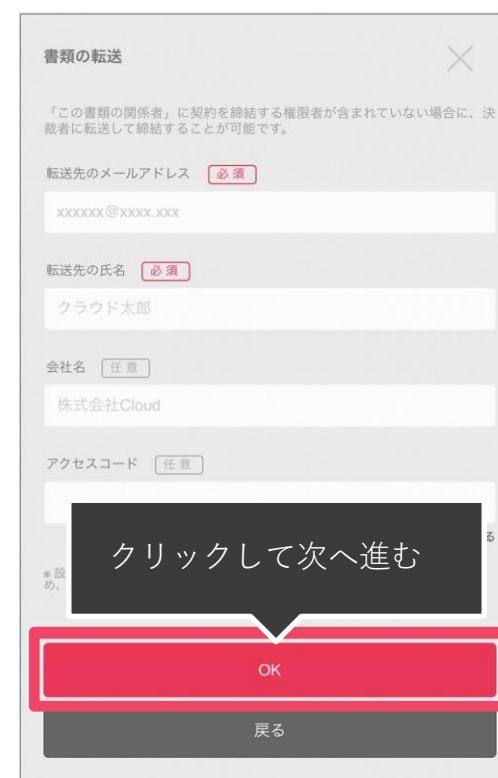 書類の転送
「この書類の関係者」に契約を締結する権限者が含まれていない場合に、決
裁者に転送して締結することが可能です。
転送先のメールアドレス 必須
xxxxxx@xxxx.xxx
転送先の氏名 必須
クラウド太郎
会社名 任意
株式会社Cloud
アクセスコード 任意
る
クリックして次へ進む
※設
め、
OK
戻る